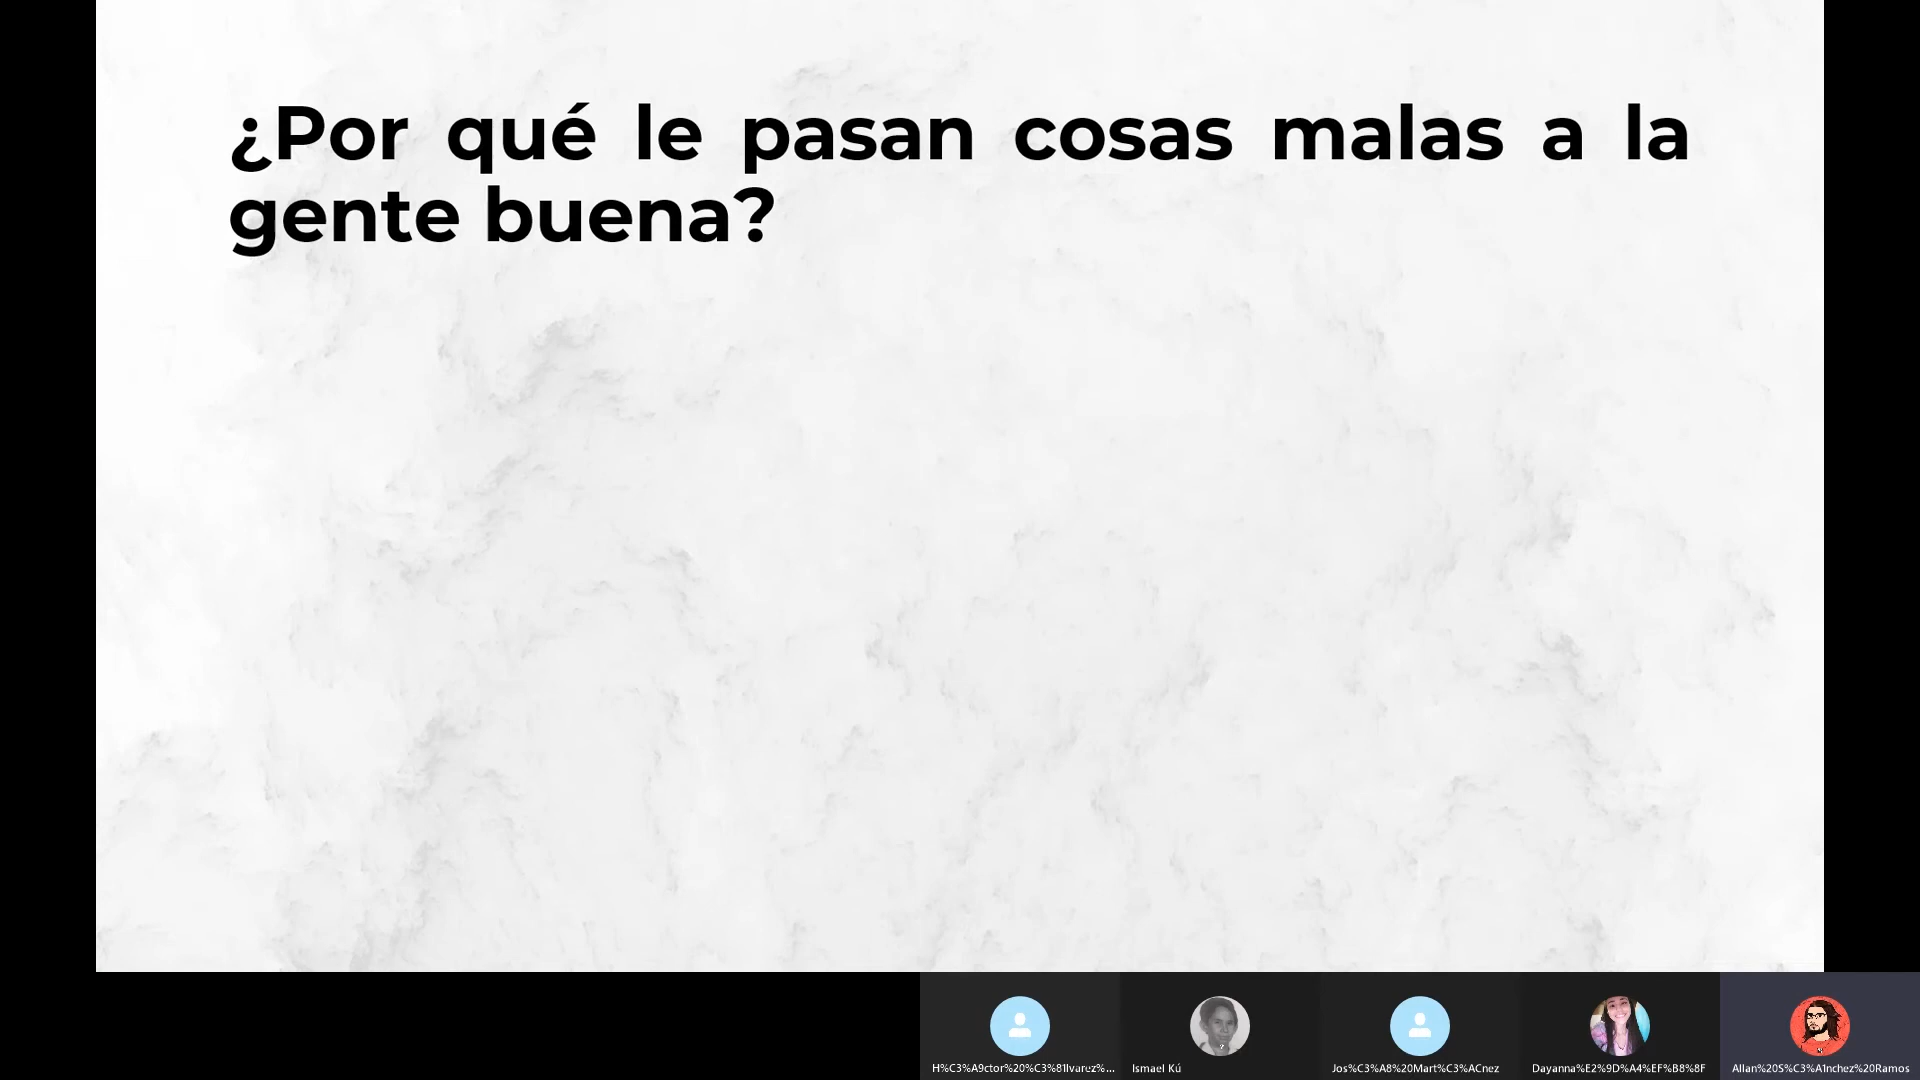 ¿Por qué le pasan cosas malas a la
gente buena?
H%C3%A9ctor%20%C3%81lvarez%...
Ismael Kú
Jos%C3%A8%20Mart%C3%ACnez
Dayanna%E2%9D%A4%EF%B8%8F
Allan%20S%C3%A1nchez%20Ramos